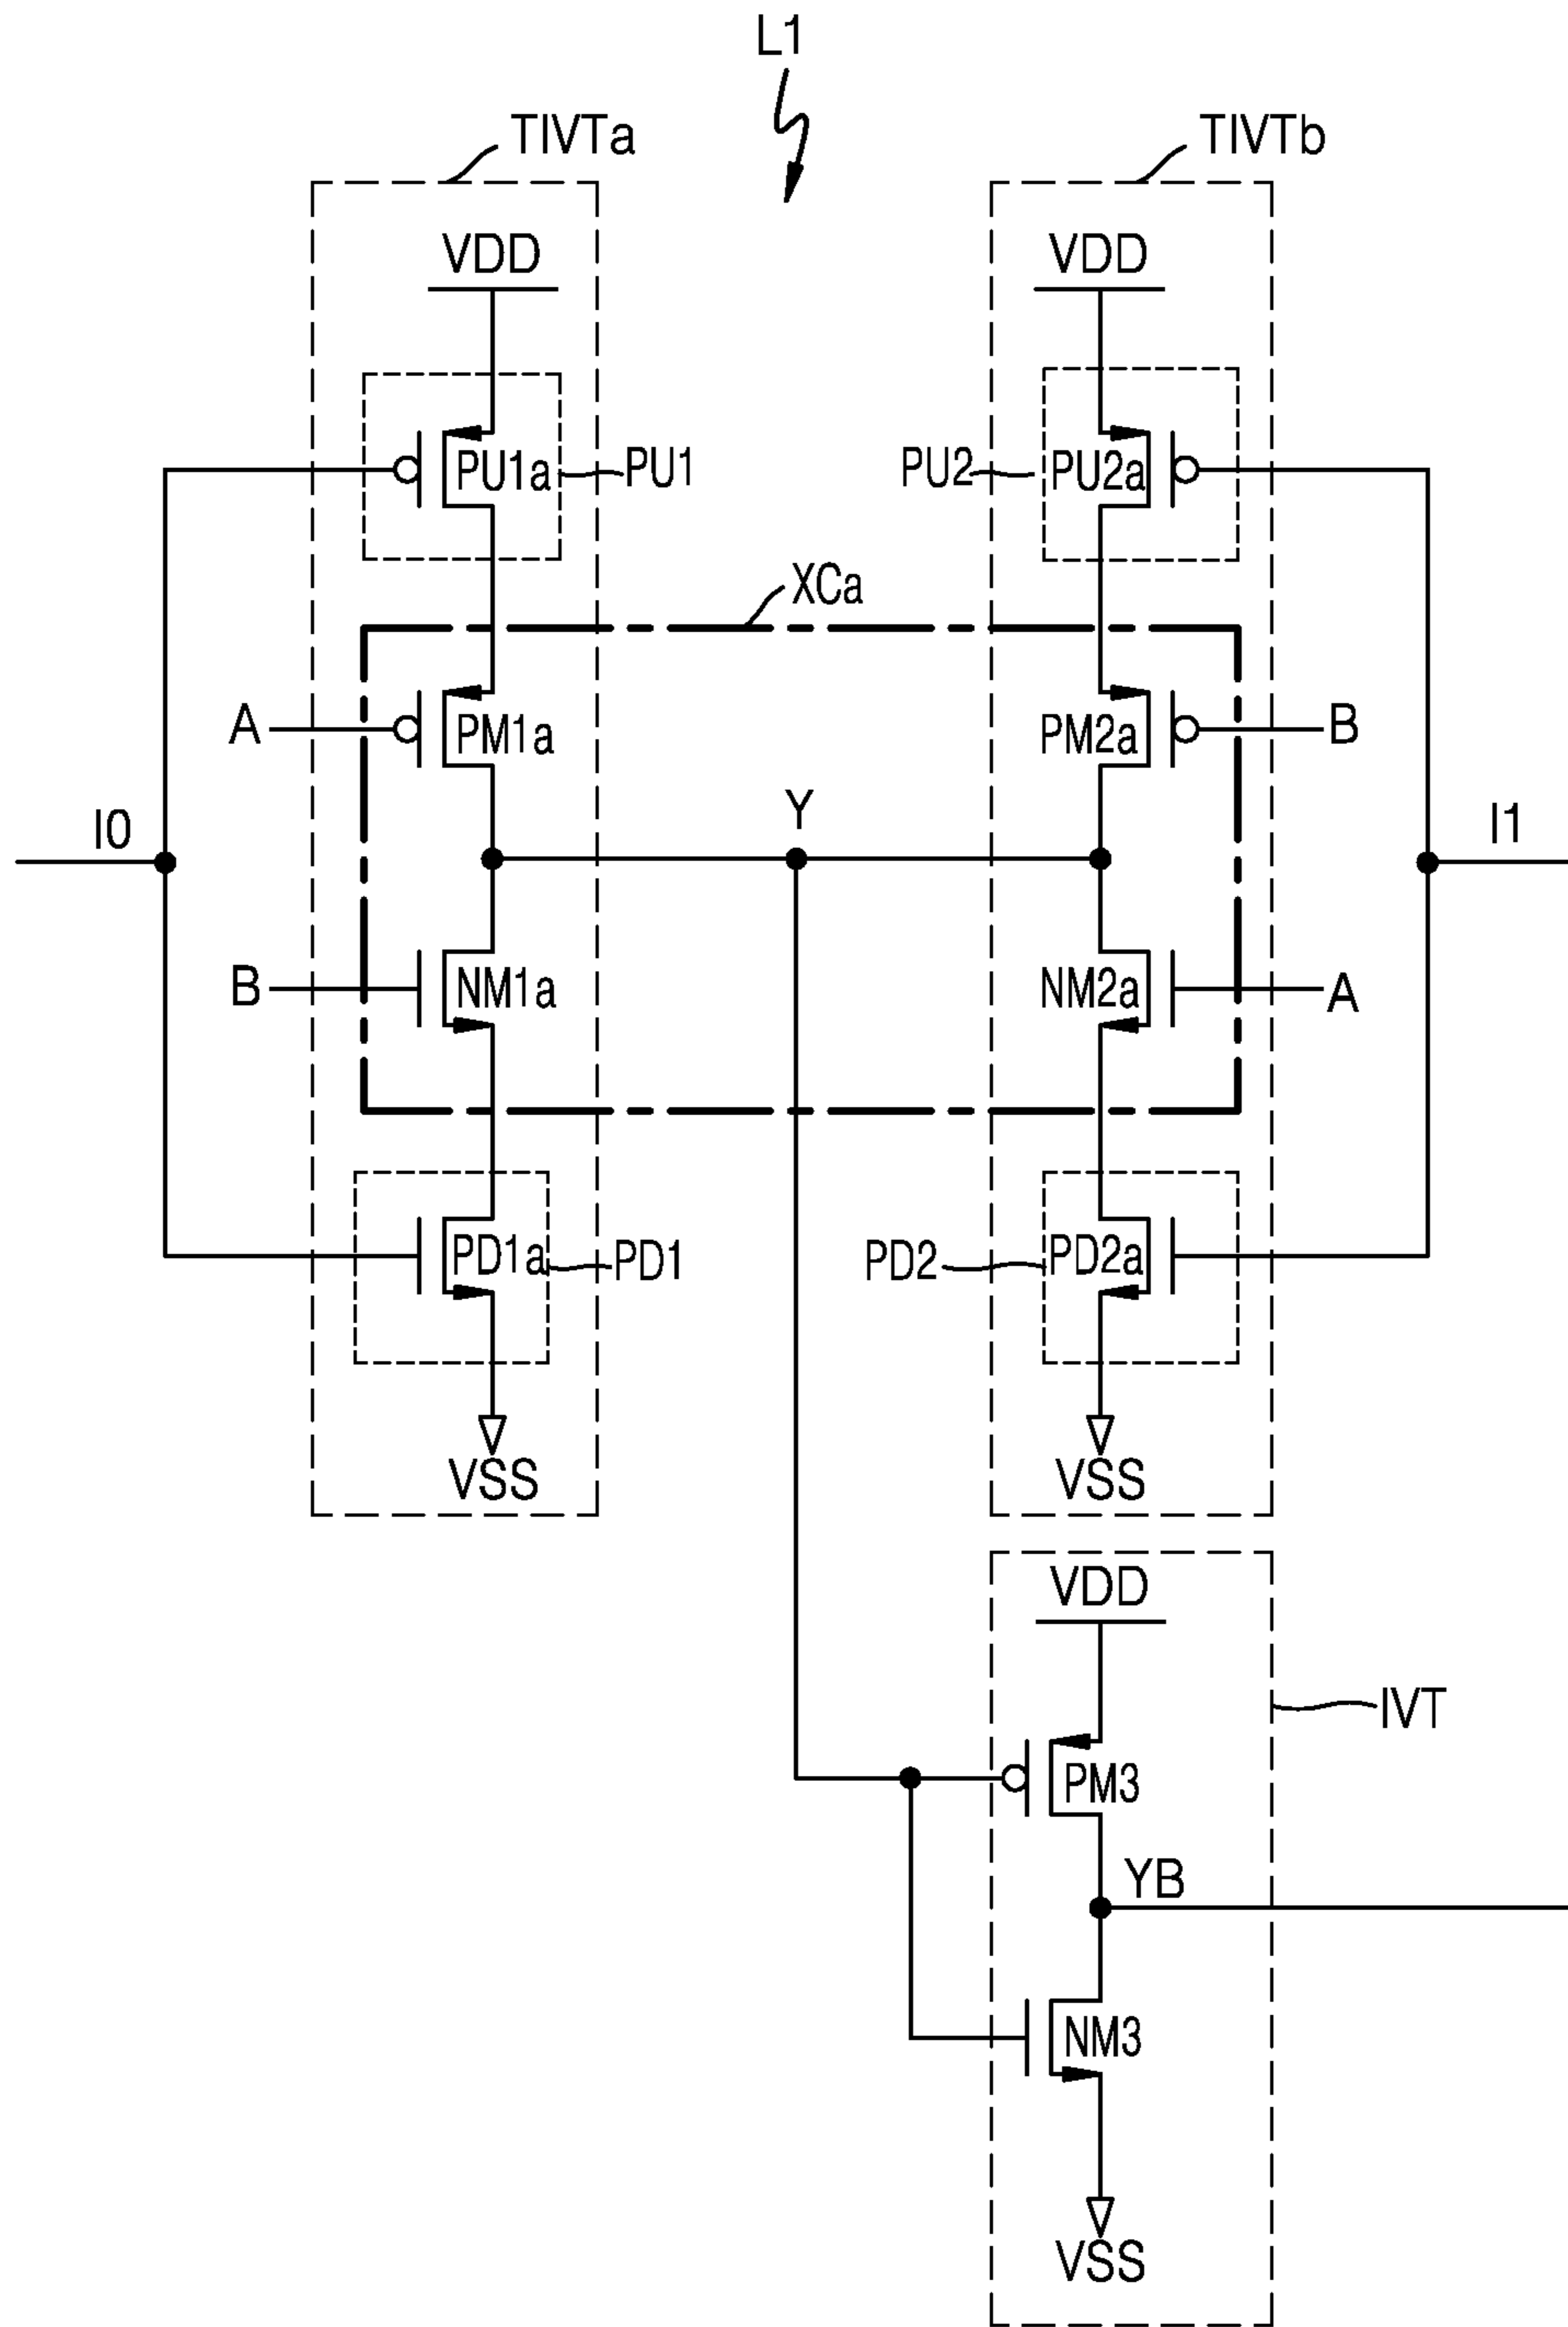 L1
TIVTa
TIVTb
VDD
VDD
PU1a
PU1
PU2
PU2a
XCa
A
PM1a
PM2a
B
Y
I0
I1
B
NM1a
NM2a
A
PD1a
PD1
PD2
PD2a
VSS
VSS
VDD
IVT
PM3
YB
NM3
VSS